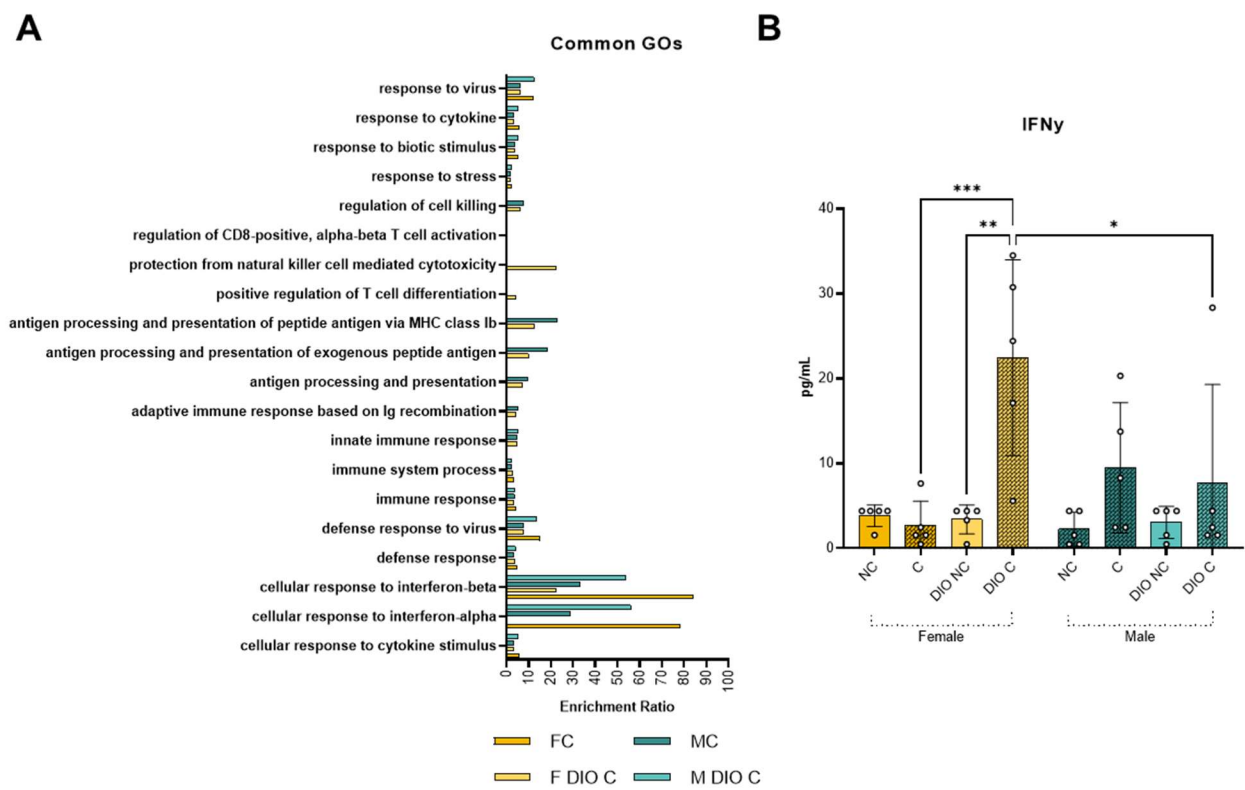 A
Common GOs
response to virus
response to cytokine
response to biotic stimulus
response to stress
regulation of cell killing
regulation of CD8-positive, alpha-beta T cell activation
protection from natural killer cell mediated cytotoxicity
positive regulation of T cell differentiation
antigen processing and presentation of peptide antigen via MHC class Ib
antigen processing and presentation of exogenous peptide antigen
antigen processing and presentation
adaptive immune response based on Ig recombination
innate immune response
immune system process
immune response
defense response to virus
defense response
cellular response to interferon-beta
cellular response to interferon-alpha
cellular response to cytokine stimulus
0 10 20 30 40 50 60 70 80 90 100
Enrichment Ratio
FC MC
F DIO C M DIO C
B
IFNy
***
** *
40
30
20
10
0
pg/mL
NC C DIO NC DIO C NC C DIO NC DIO C
Female Male